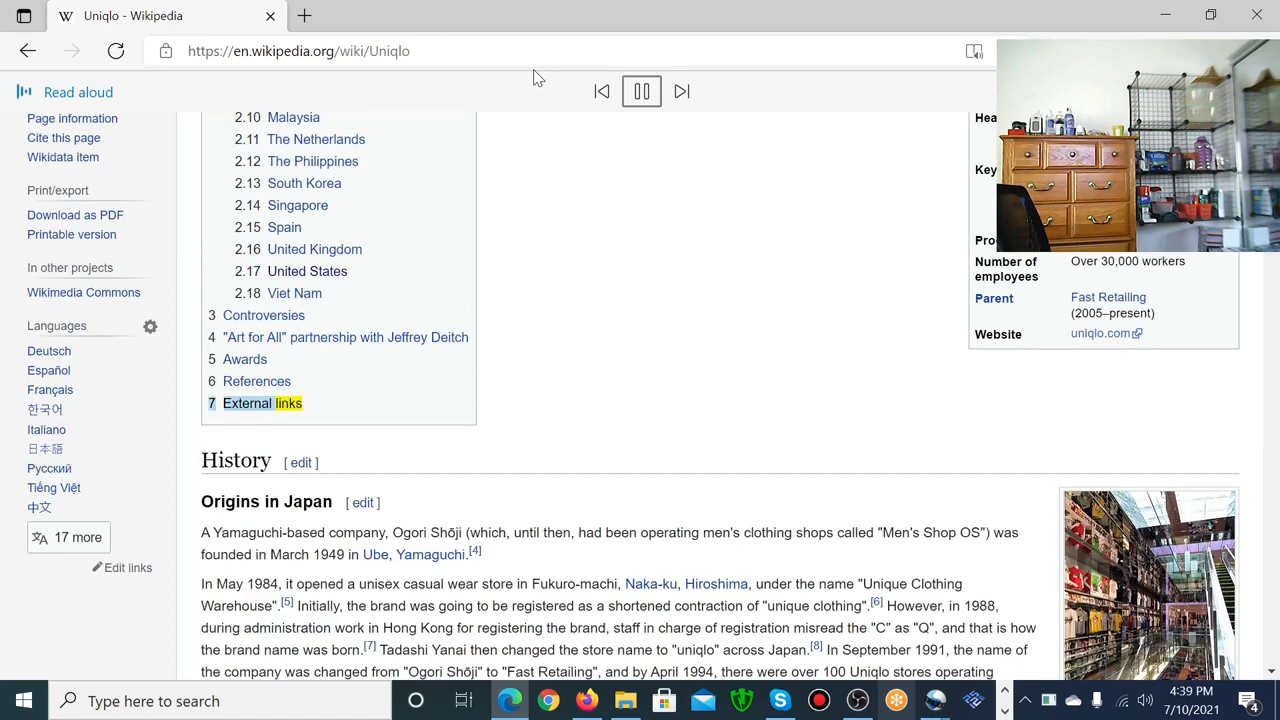 Uniqlo - Wikipedia
https://en.wikipedia.org/wiki/Uniqlo
Read aloud
Page information
Cite this page
Wikidata item
Print/export
Download as PDF
Printable version
In other projects
Wikimedia Commons
Languages
Deutsch
Español
Français
한국어
Italiano
日本語
Русский
Tiếng Việt
中文
17 more
Edit links
2.10 Malaysia
2.11 The Netherlands
2.12 The Philippines
2.13 South Korea
2.14 Singapore
2.15 Spain
2.16 United Kingdom
2.17 United States
2.18 Viet Nam
3 Controversies
4 "Art for All" partnership with Jeffrey Deitch
5 Awards
6 References
7 External links
Hea
Key
Pro
Number of employees Over 30,000 workers
Parent Fast Retailing
(2005–present)
Website uniqlo.com
History [ edit ]
Origins in Japan [ edit ]
A Yamaguchi-based company, Ogori Shōji (which, until then, had been operating men's clothing shops called "Men's Shop OS") was
founded in March 1949 in Ube, Yamaguchi.[4]
In May 1984, it opened a unisex casual wear store in Fukuro-machi, Naka-ku, Hiroshima, under the name "Unique Clothing
Warehouse".[5] Initially, the brand was going to be registered as a shortened contraction of "unique clothing".[6] However, in 1988,
during administration work in Hong Kong for registering the brand, staff in charge of registration misread the "C" as "Q", and that is how
the brand name was born.[7] Tadashi Yanai then changed the store name to "uniqlo" across Japan.[8] In September 1991, the name of
the company was changed from "Ogori Shōji" to "Fast Retailing", and by April 1994, there were over 100 Uniqlo stores operating
Type here to search
4:39 PM
7/10/2021
4